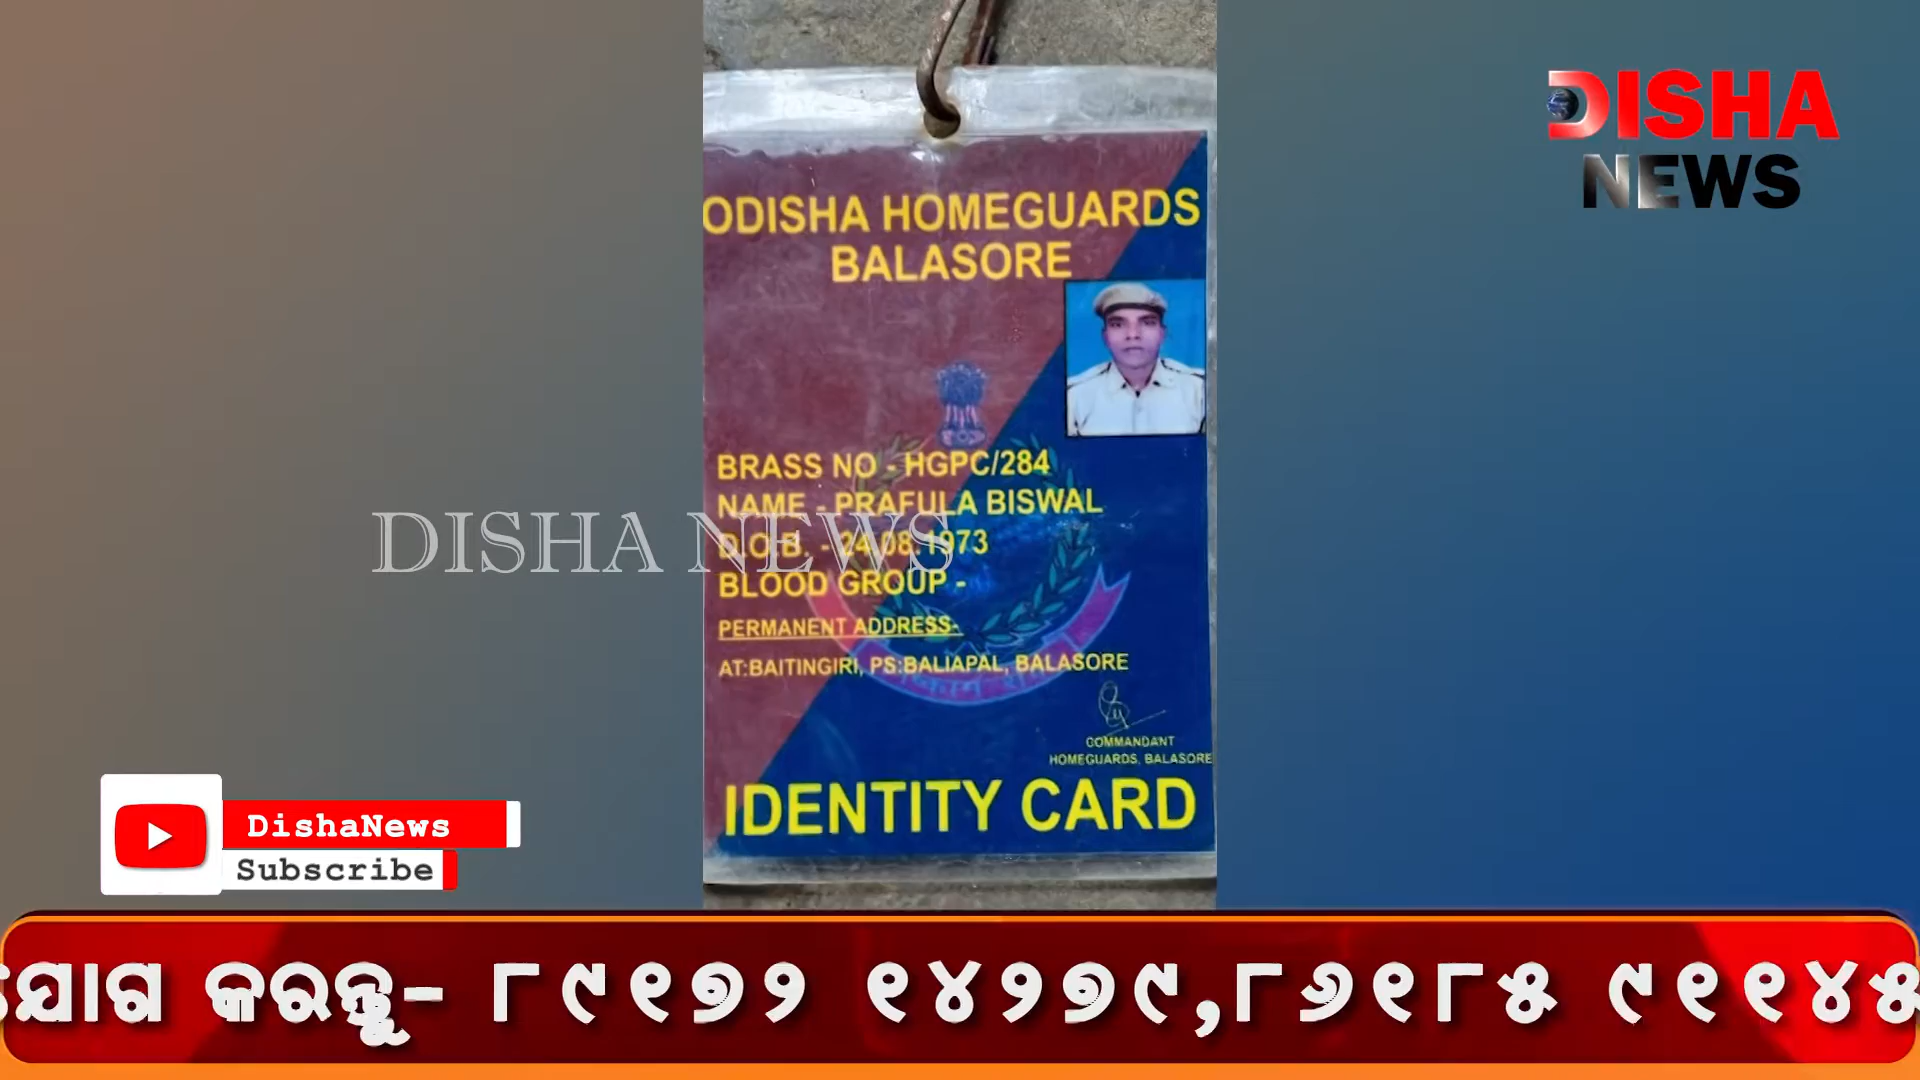 DISHA
NEWS
ODISHA HOMEGUARDS
BALASORE
BRASS NO - HGPC/284
NAME - PRAFULA BISWAL
D.O.B. - 24.08.1973
BLOOD GROUP -
PERMANENT ADDRESS-
AT:BAITINGIRI, PS:BALIAPAL, BALASORE
DISHA NEWS
COMMANDANT
HOMEGUARDS, BALASORE
IDENTITY CARD
DishaNews
Subscribe
ଯୋଗ କରନ୍ତୁ- ୮୯୧୭୨ ୧୪୨୭୯,୮୬୧୮୫ ୯୧୧୪୫